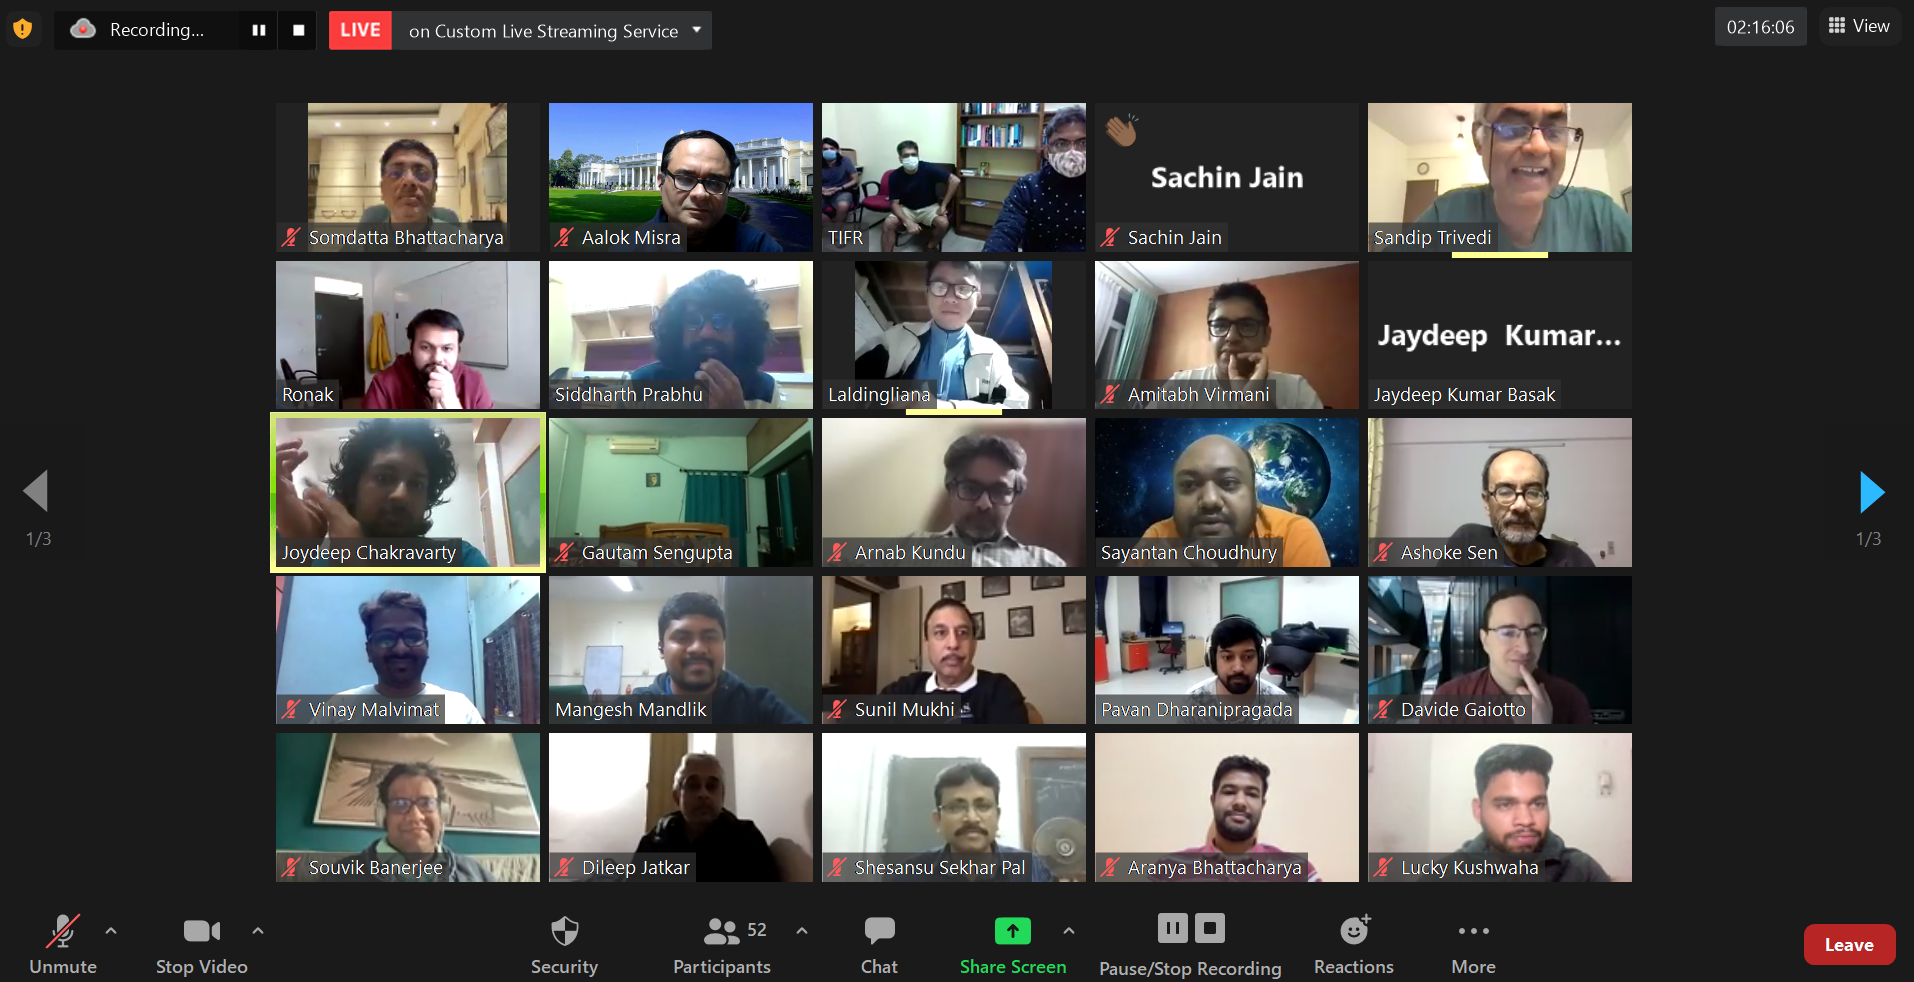 Recording...
LIVE
on Custom Live Streaming Service
02:16:06
View
Somdatta Bhattacharya
Aalok Misra
TIFR
Sachin Jain
Sachin Jain
Sandip Trivedi
Ronak
Siddharth Prabhu
Laldingliana
Amitabh Virmani
Jaydeep Kumar...
Jaydeep Kumar Basak
Joydeep Chakravarty
Gautam Sengupta
Arnab Kundu
Sayantan Choudhury
Ashoke Sen
1/3
1/3
Vinay Malvimat
Mangesh Mandlik
Sunil Mukhi
Pavan Dharanipragada
Davide Gaiotto
Souvik Banerjee
Dileep Jatkar
Shesansu Sekhar Pal
Aranya Bhattacharya
Lucky Kushwaha
Unmute
Stop Video
Security
52
Participants
Chat
Share Screen
Pause/Stop Recording
Reactions
More
Leave